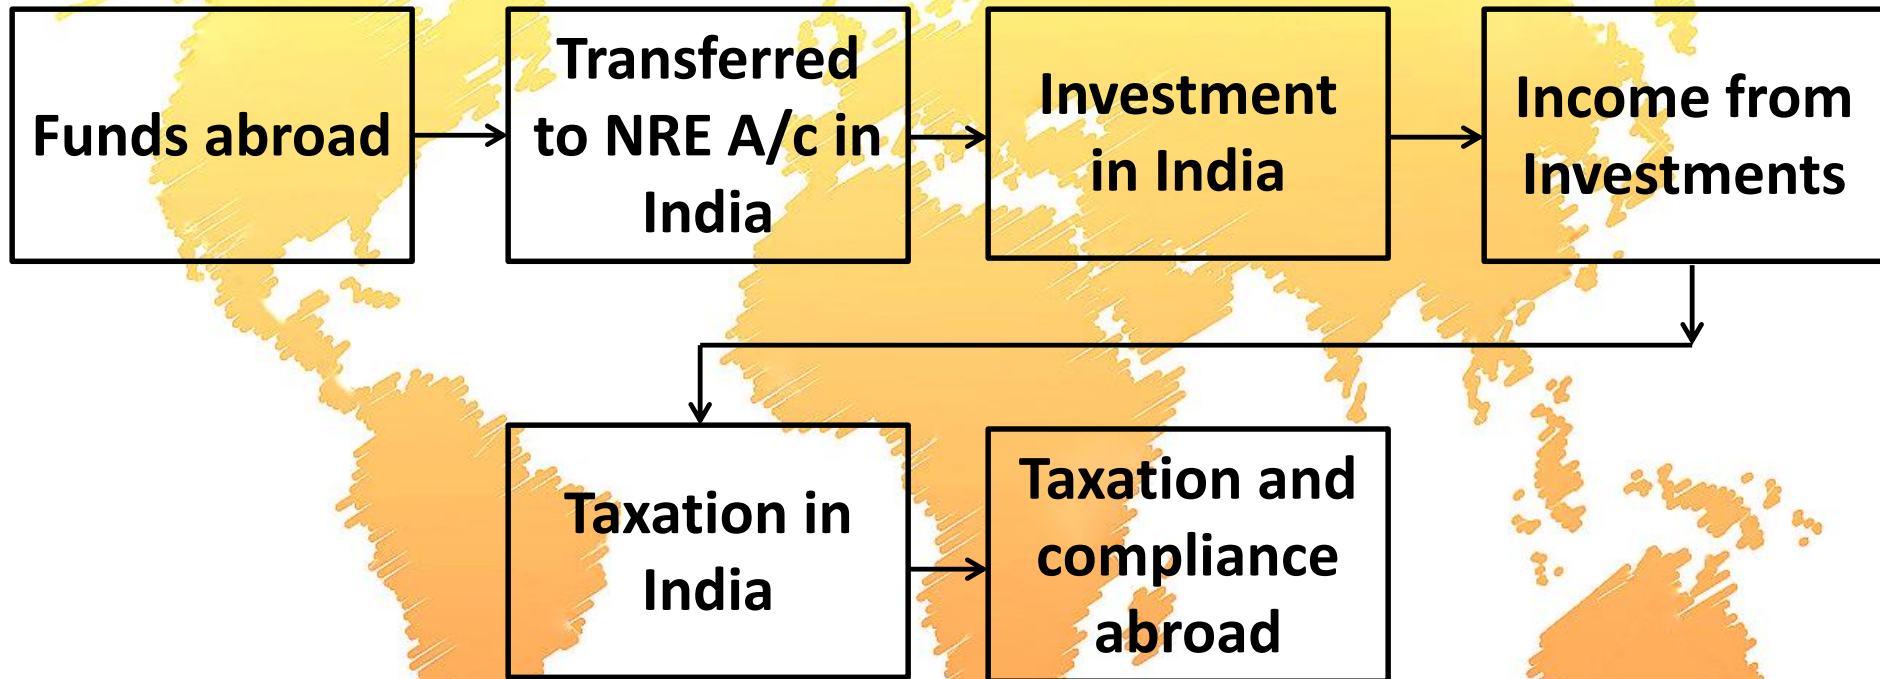 Funds abroad
Transferred
to NRE A/c in
India
Investment
in India
Income from
Investments
Taxation in
India
Taxation and
compliance
abroad